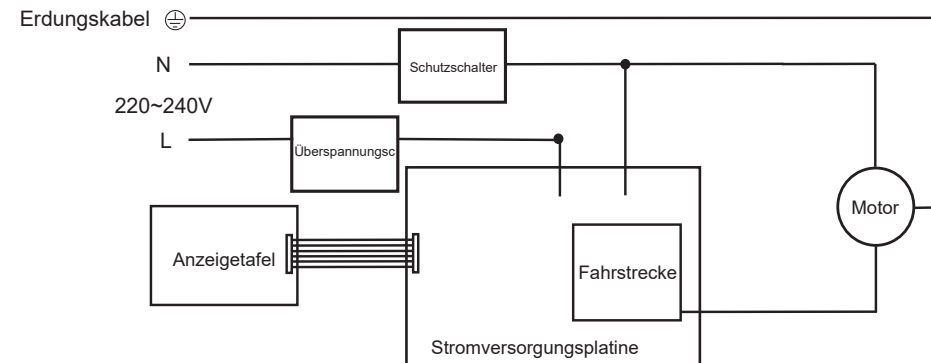 Erdungskabel
N
Schutzschalter
220~240V
L
Überspannungsc
Motor
Anzeigetafel
Fahrstrecke
Stromversorgungsplatine